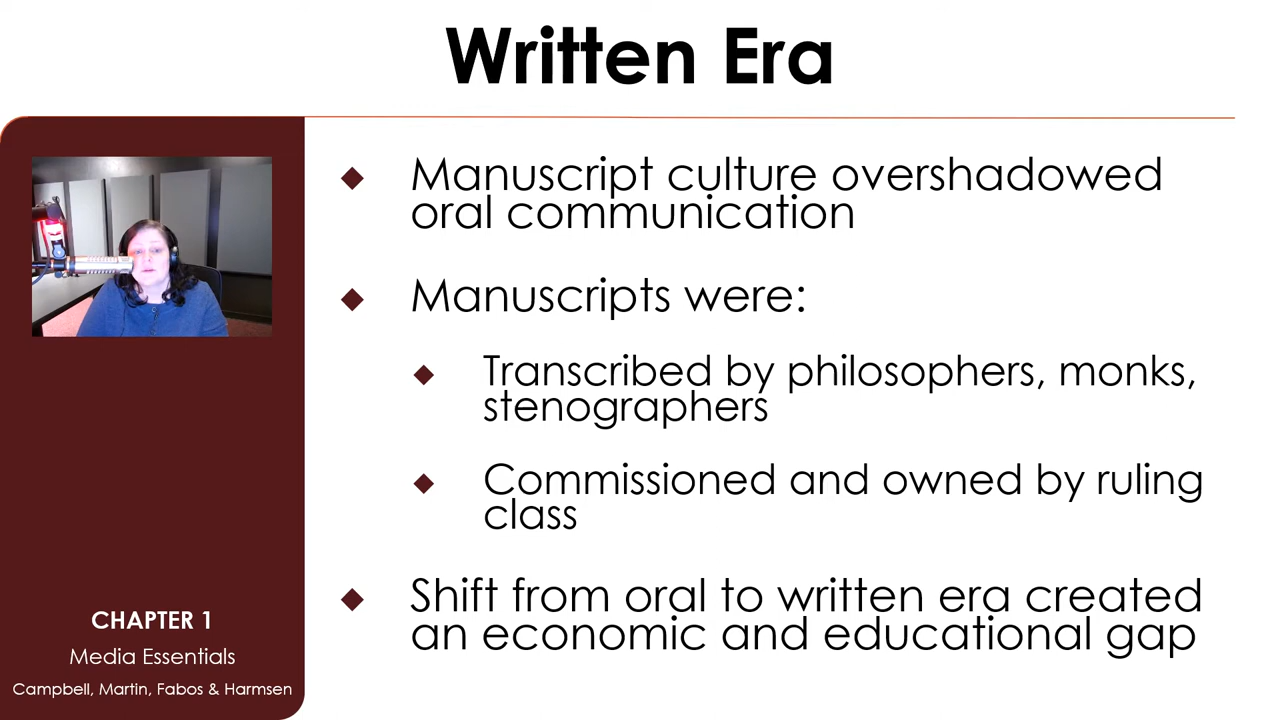 Written Era
Manuscript culture overshadowed
oral communication
Manuscripts were:
Transcribed by philosophers, monks,
stenographers
Commissioned and owned by ruling
class
Shift from oral to written era created
an economic and educational gap
CHAPTER 1
Media Essentials
Campbell, Martin, Fabos & Harmsen